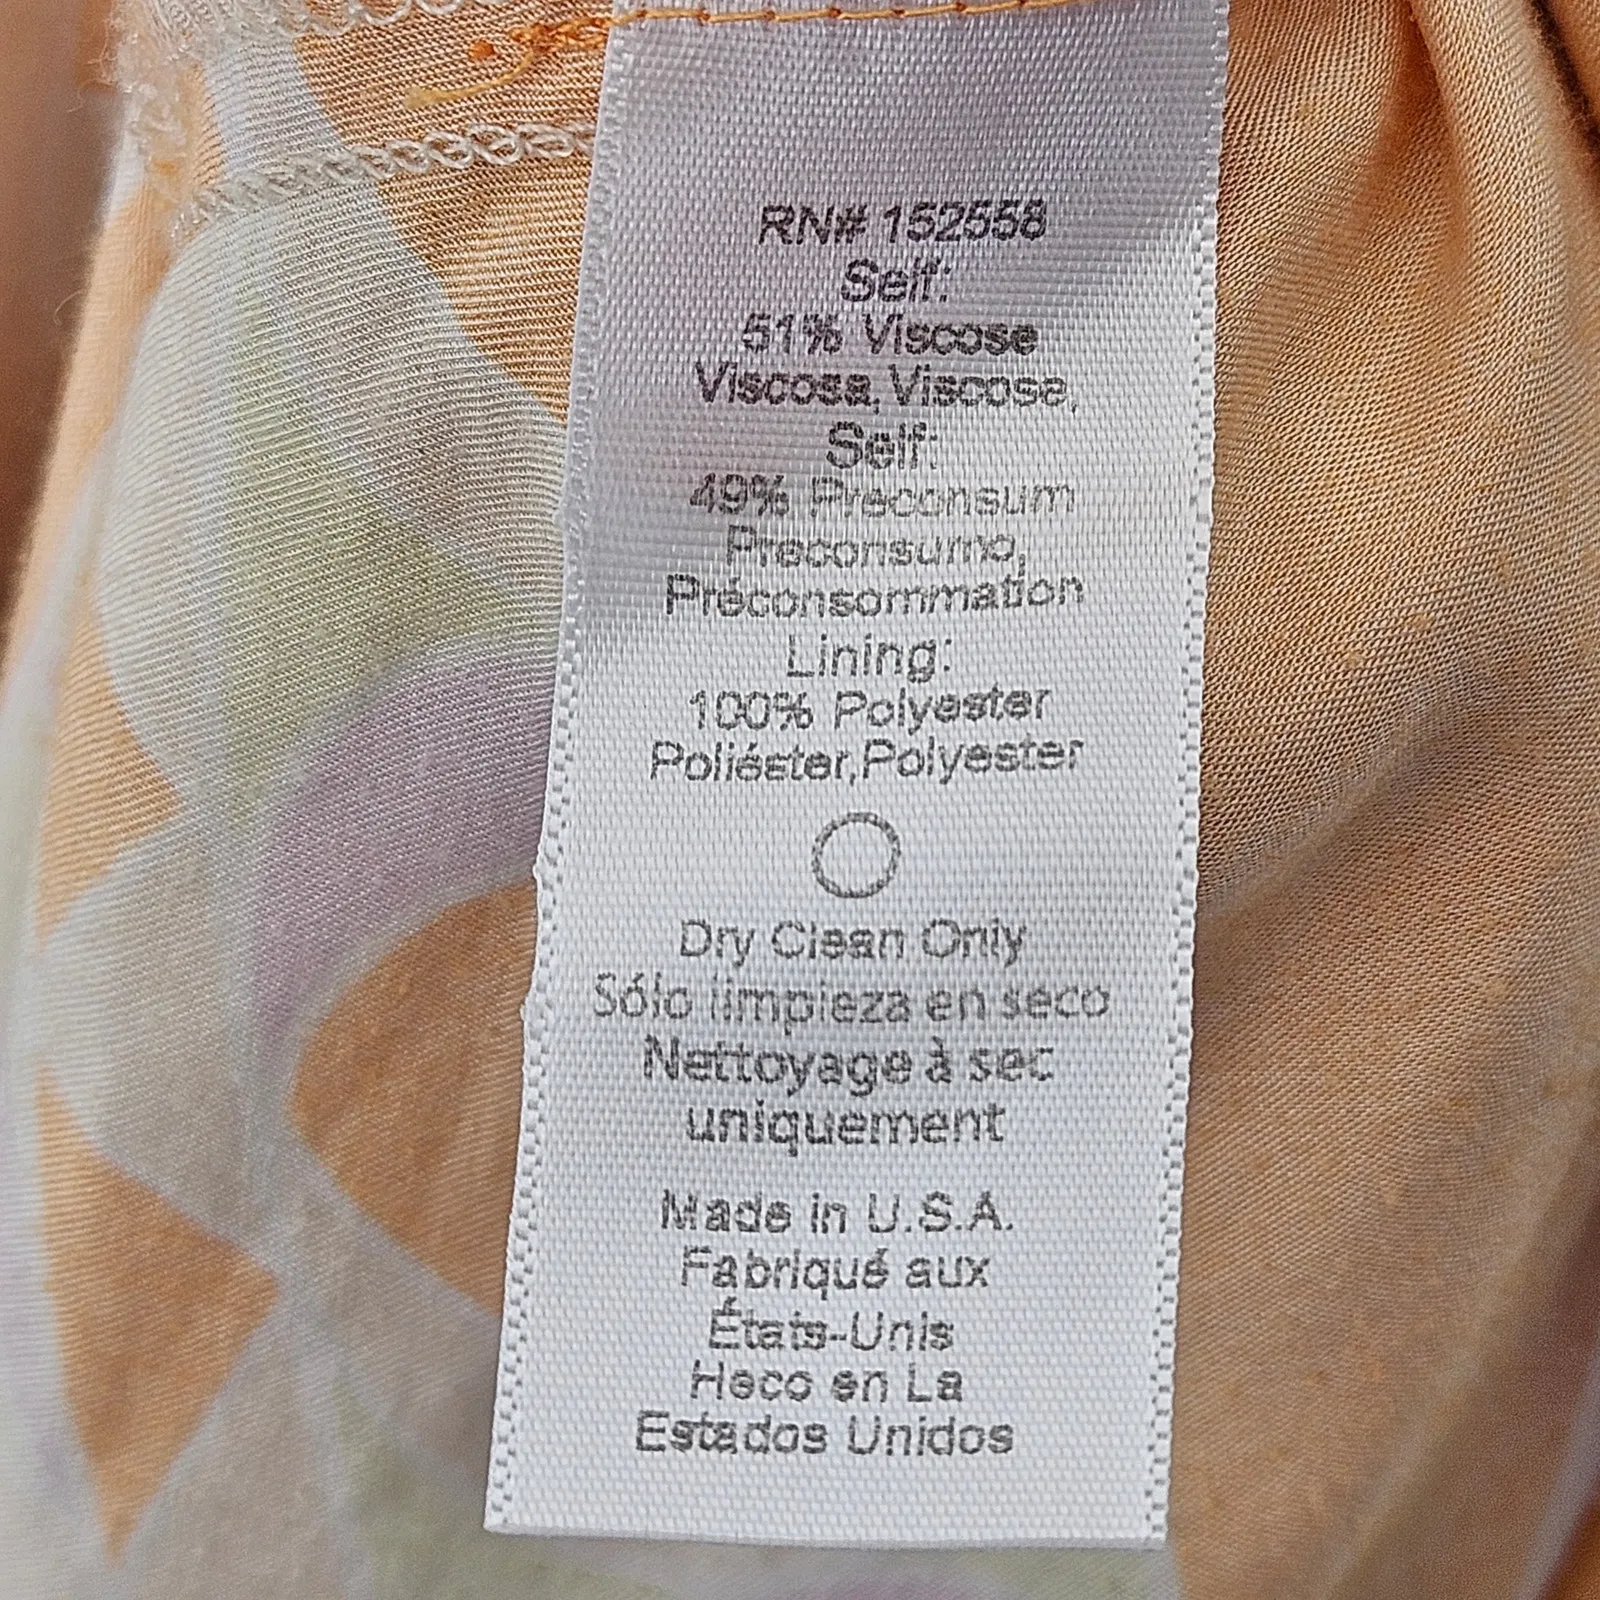 RN# 152558
Self:
51% Viscose
Viscosa,Viscose,
Self:
49% Preconsum
Preconsumo,
Préconsommation
Lining:
100% Polyester
Poliéster,Polyester
Dry Clean Only
Sólo limpieza en seco
Nettoyage à sec
uniquement
Made in U.S.A.
Fabriqué aux
États-Unis
Heco en La
Estados Unidos